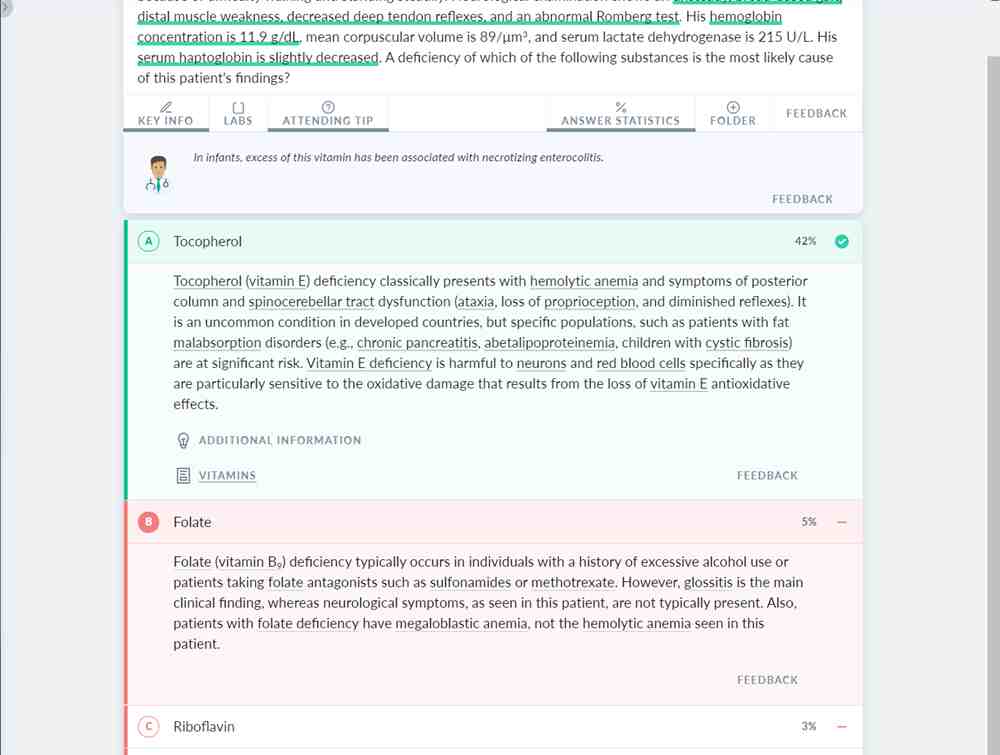 distal muscle weakness, decreased deep tendon reflexes, and an abnormal Romberg test. His hemoglobin
concentration is 11.9 g/dL, mean corpuscular volume is 89/μm³, and serum lactate dehydrogenase is 215 U/L. His
serum haptoglobin is slightly decreased. A deficiency of which of the following substances is the most likely cause
of this patient's findings?
KEY INFO
LABS
ATTENDING TIP
ANSWER STATISTICS
FOLDER
FEEDBACK
In infants, excess of this vitamin has been associated with necrotizing enterocolitis.
FEEDBACK
A Tocopherol 42%
Tocopherol (vitamin E) deficiency classically presents with hemolytic anemia and symptoms of posterior
column and spinocerebellar tract dysfunction (ataxia, loss of proprioception, and diminished reflexes). It
is an uncommon condition in developed countries, but specific populations, such as patients with fat
malabsorption disorders (e.g., chronic pancreatitis, abetalipoproteinemia, children with cystic fibrosis)
are at significant risk. Vitamin E deficiency is harmful to neurons and red blood cells specifically as they
are particularly sensitive to the oxidative damage that results from the loss of vitamin E antioxidative
effects.
ADDITIONAL INFORMATION
VITAMINS FEEDBACK
B Folate 5%
Folate (vitamin B₉) deficiency typically occurs in individuals with a history of excessive alcohol use or
patients taking folate antagonists such as sulfonamides or methotrexate. However, glossitis is the main
clinical finding, whereas neurological symptoms, as seen in this patient, are not typically present. Also,
patients with folate deficiency have megaloblastic anemia, not the hemolytic anemia seen in this
patient.
FEEDBACK
C Riboflavin 3%